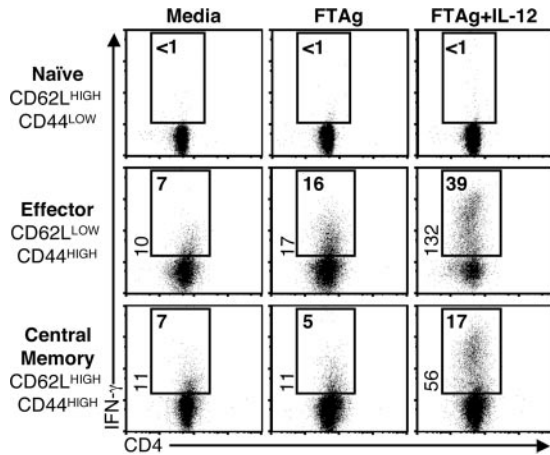 Media FTAg FTAg+IL-12
Naïve
CD62LHIGH
CD44LOW
<1 <1 <1
Effector
CD62LLOW
CD44HIGH
7 16 39
10 17 132
Central
Memory
CD62LHIGH
CD44HIGH
7 5 17
11 11 56
IFN-γ
CD4